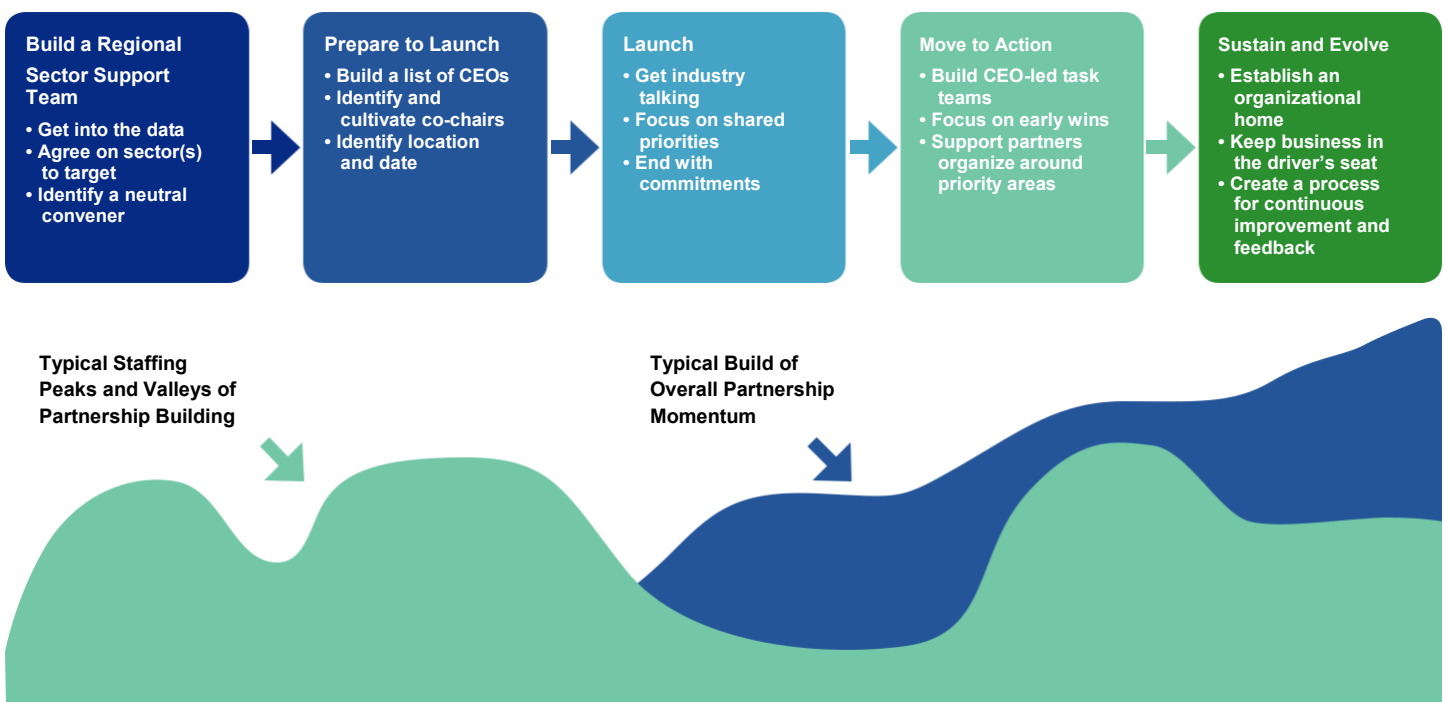 Build a Regional
Sector Support
Team
• Get into the data
• Agree on sector(s)
to target
• Identify a neutral
convener
Prepare to Launch
• Build a list of CEOs
• Identify and
cultivate co-chairs
• Identify location
and date
Launch
• Get industry
talking
• Focus on shared
priorities
• End with
commitments
Move to Action
• Build CEO-led task
teams
• Focus on early wins
• Support partners
organize around
priority areas
Sustain and Evolve
• Establish an
organizational
home
• Keep business in
the driver’s seat
• Create a process
for continuous
improvement and
feedback
Typical Staffing
Peaks and Valleys of
Partnership Building
Typical Build of
Overall Partnership
Momentum